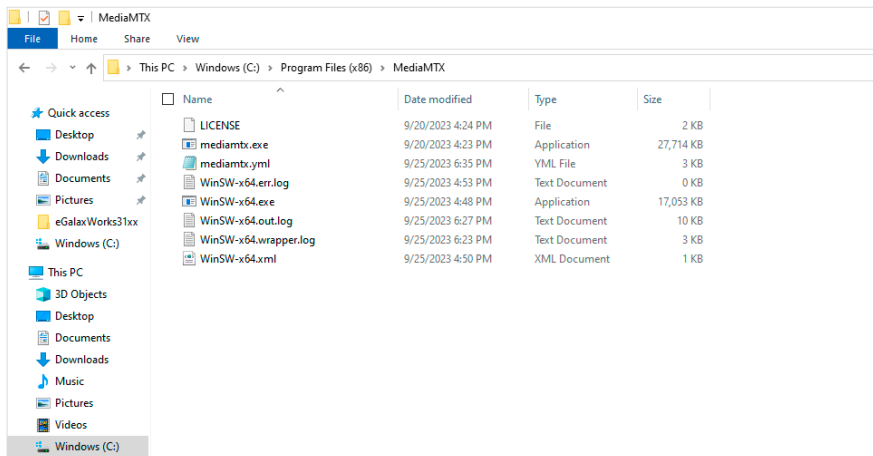 MediaMTX
File Home Share View
This PC > Windows (C:) > Program Files (x86) > MediaMTX
Name Date modified Type Size
LICENSE 9/20/2023 4:24 PM File 2 KB
mediamtx.exe 9/20/2023 4:23 PM Application 27,714 KB
mediamtx.yml 9/25/2023 6:35 PM YML File 3 KB
WinSW-x64.err.log 9/25/2023 4:53 PM Text Document 0 KB
WinSW-x64.exe 9/25/2023 4:48 PM Application 17,053 KB
WinSW-x64.out.log 9/25/2023 6:27 PM Text Document 10 KB
WinSW-x64.wrapper.log 9/25/2023 6:23 PM Text Document 3 KB
WinSW-x64.xml 9/25/2023 4:50 PM XML Document 1 KB
Quick access
Desktop
Downloads
Documents
Pictures
eGalaxWorks31xx
Windows (C:)
This PC
3D Objects
Desktop
Documents
Downloads
Music
Pictures
Videos
Windows (C:)